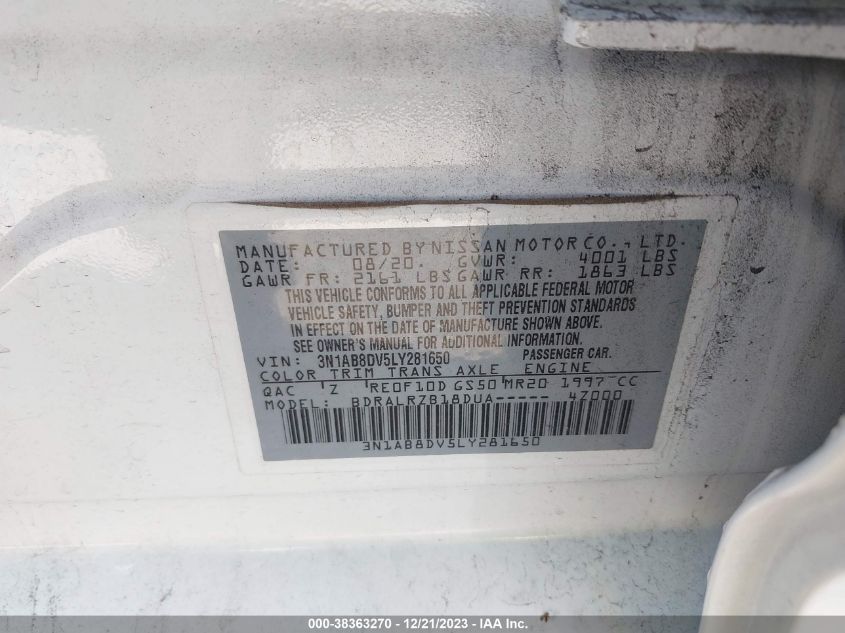 MANUFACTURED BY NISSAN MOTOR CO., LTD.
DATE: 08/20. GVWR: 4001 LBS
GAWR FR: 2161 LBS GAWR RR: 1863 LBS
THIS VEHICLE CONFORMS TO ALL APPLICABLE FEDERAL MOTOR
VEHICLE SAFETY, BUMPER AND THEFT PREVENTION STANDARDS
IN EFFECT ON THE DATE OF MANUFACTURE SHOWN ABOVE.
SEE OWNER'S MANUAL FOR ADDITIONAL INFORMATION.
VIN: 3N1AB8DV5LY281650 PASSENGER CAR.
COLOR TRIM TRANS AXLE ENGINE
QAC Z RE0F10D GS50 MR20 1997 CC
MODEL: BDRALRZB18DUA----- 4Z000
3N1AB8DV5LY281650
000-38363270 - 12/21/2023 - IAA Inc.